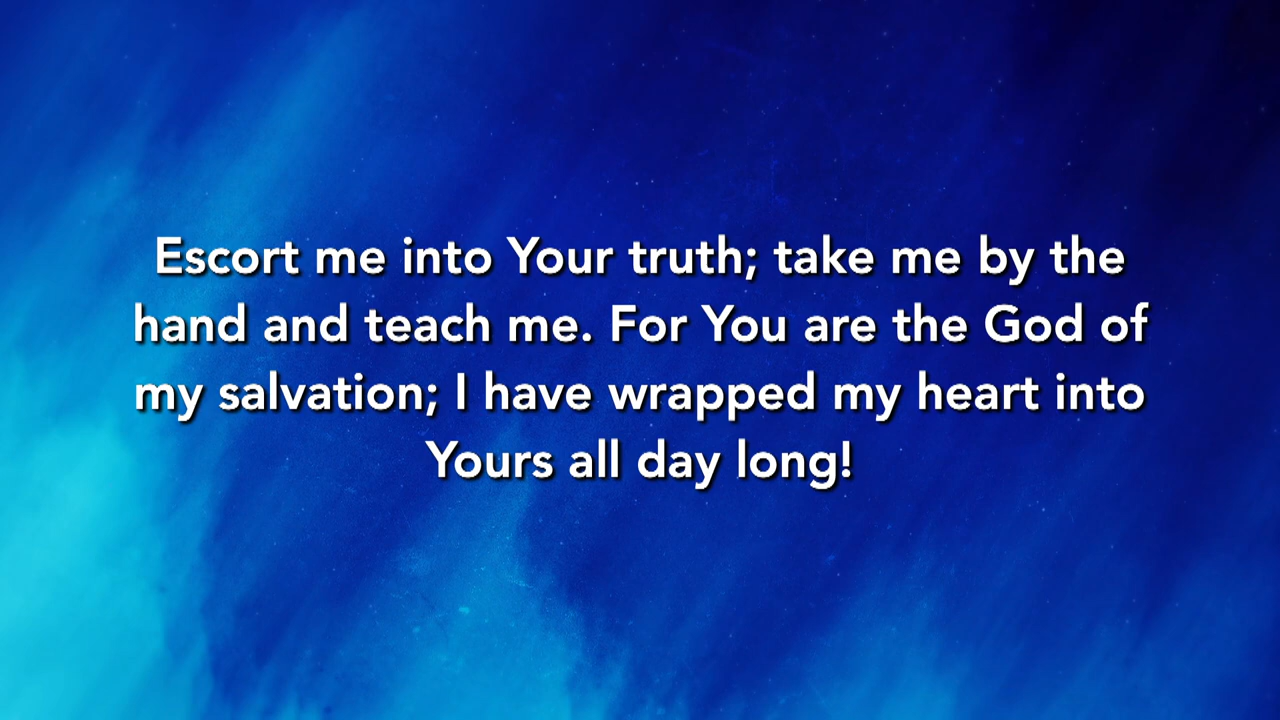 Escort me into Your truth; take me by the
hand and teach me. For You are the God of
my salvation; I have wrapped my heart into
Yours all day long!